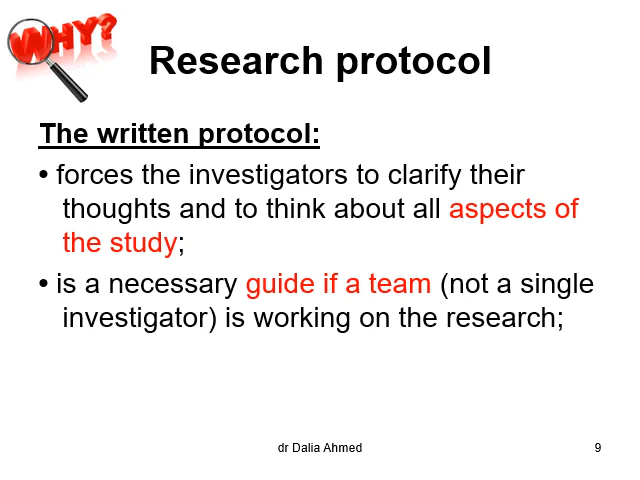 WHY?
Research protocol
The written protocol:
• forces the investigators to clarify their
thoughts and to think about all aspects of
the study;
• is a necessary guide if a team (not a single
investigator) is working on the research;
dr Dalia Ahmed
9